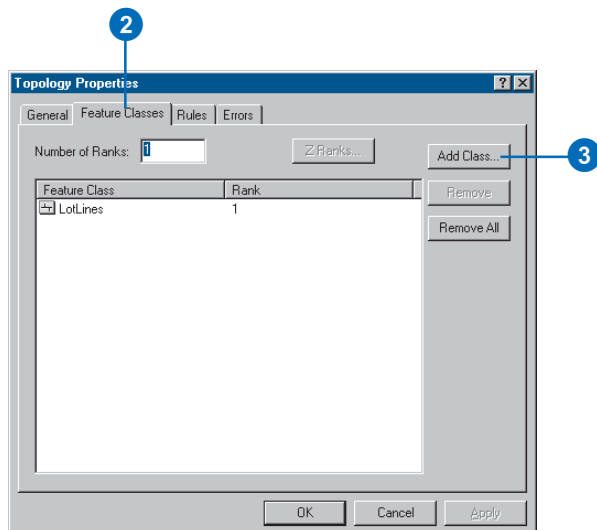 2
Topology Properties
General Feature Classes Rules Errors
Number of Ranks: 1 Z Ranks... Add Class... 3
Feature Class Rank Remove
LotLines 1
Remove All
OK Cancel Apply